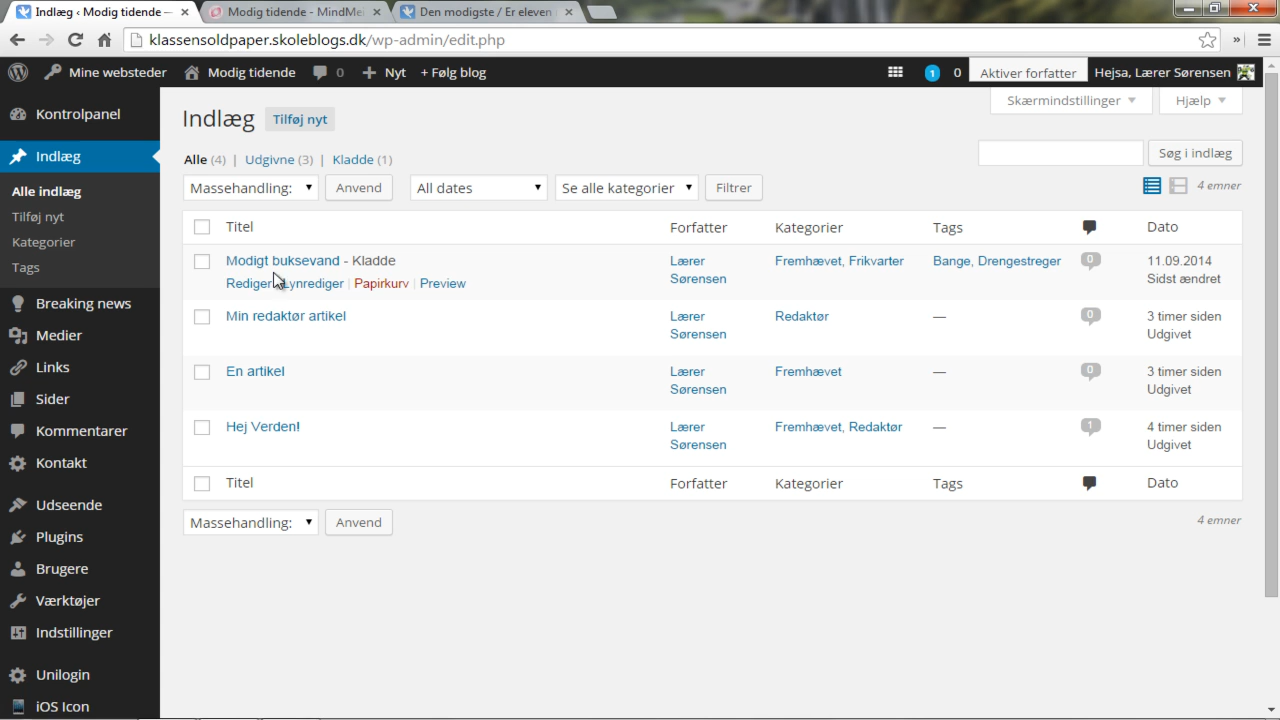 Indlæg ‹ Modig tidende —
Modig tidende - MindMei
Den modigste / Er eleven
klassensoldpaper.skoleblogs.dk/wp-admin/edit.php
»
Mine websteder
Modig tidende
0
Nyt
+ Følg blog
1
0
Aktiver forfatter
Hejsa, Lærer Sørensen
Kontrolpanel
Indlæg
Alle indlæg
Tilføj nyt
Kategorier
Tags
Breaking news
Medier
Links
Sider
Kommentarer
Kontakt
Udseende
Plugins
Brugere
Værktøjer
Indstillinger
Unilogin
iOS Icon
Skærmindstillinger
Hjælp
Indlæg
Tilføj nyt
Alle (4) | Udgivne (3) | Kladde (1)
Søg i indlæg
Massehandling:
Anvend
All dates
Se alle kategorier
Filtrer
4 emner
Titel Forfatter Kategorier Tags Dato
Modigt buksevand - Kladde
Rediger | Lynrediger | Papirkurv | Preview
Lærer
Sørensen
Fremhævet, Frikvarter
Bange, Drengestreger
0
11.09.2014
Sidst ændret
Min redaktør artikel
Lærer
Sørensen
Redaktør
—
0
3 timer siden
Udgivet
En artikel
Lærer
Sørensen
Fremhævet
—
0
3 timer siden
Udgivet
Hej Verden!
Lærer
Sørensen
Fremhævet, Redaktør
—
1
4 timer siden
Udgivet
Titel Forfatter Kategorier Tags Dato
Massehandling:
Anvend
4 emner